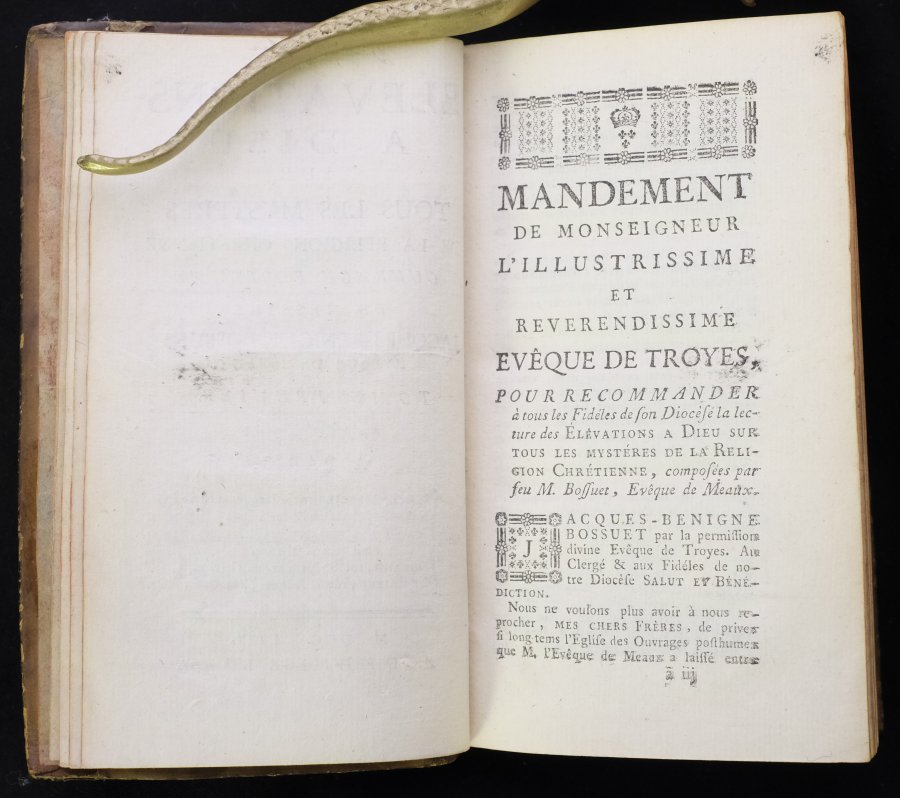 MANDEMENT
DE MONSEIGNEUR
L'ILLUSTRISSIME
ET
REVERENDISSIME
EVÊQUE DE TROYES,
POUR RECOMMANDER
à tous les Fidéles de ſon Diocéſe la lec-
ture des ELÉVATIONS A DIEU SUR
TOUS LES MYSTÉRES DE LA RELI-
GION CHRÉTIENNE, compoſées par
feu M. Boſſuet, Evêque de Meaux.
JACQUES-BENIGNE
BOSSUET par la permiſſion
divine Evêque de Troyes. Au
Clergé & aux Fidéles de no-
tre Diocéſe SALUT ET BÉNÉ-
DICTION.
Nous ne voulons plus avoir à nous re-
procher, MES CHERS FRÈRES, de priver
ſi long-tems l'Egliſe des Ouvrages poſthumes
que M. l'Evêque de Meaux a laiſſé entre
a iij